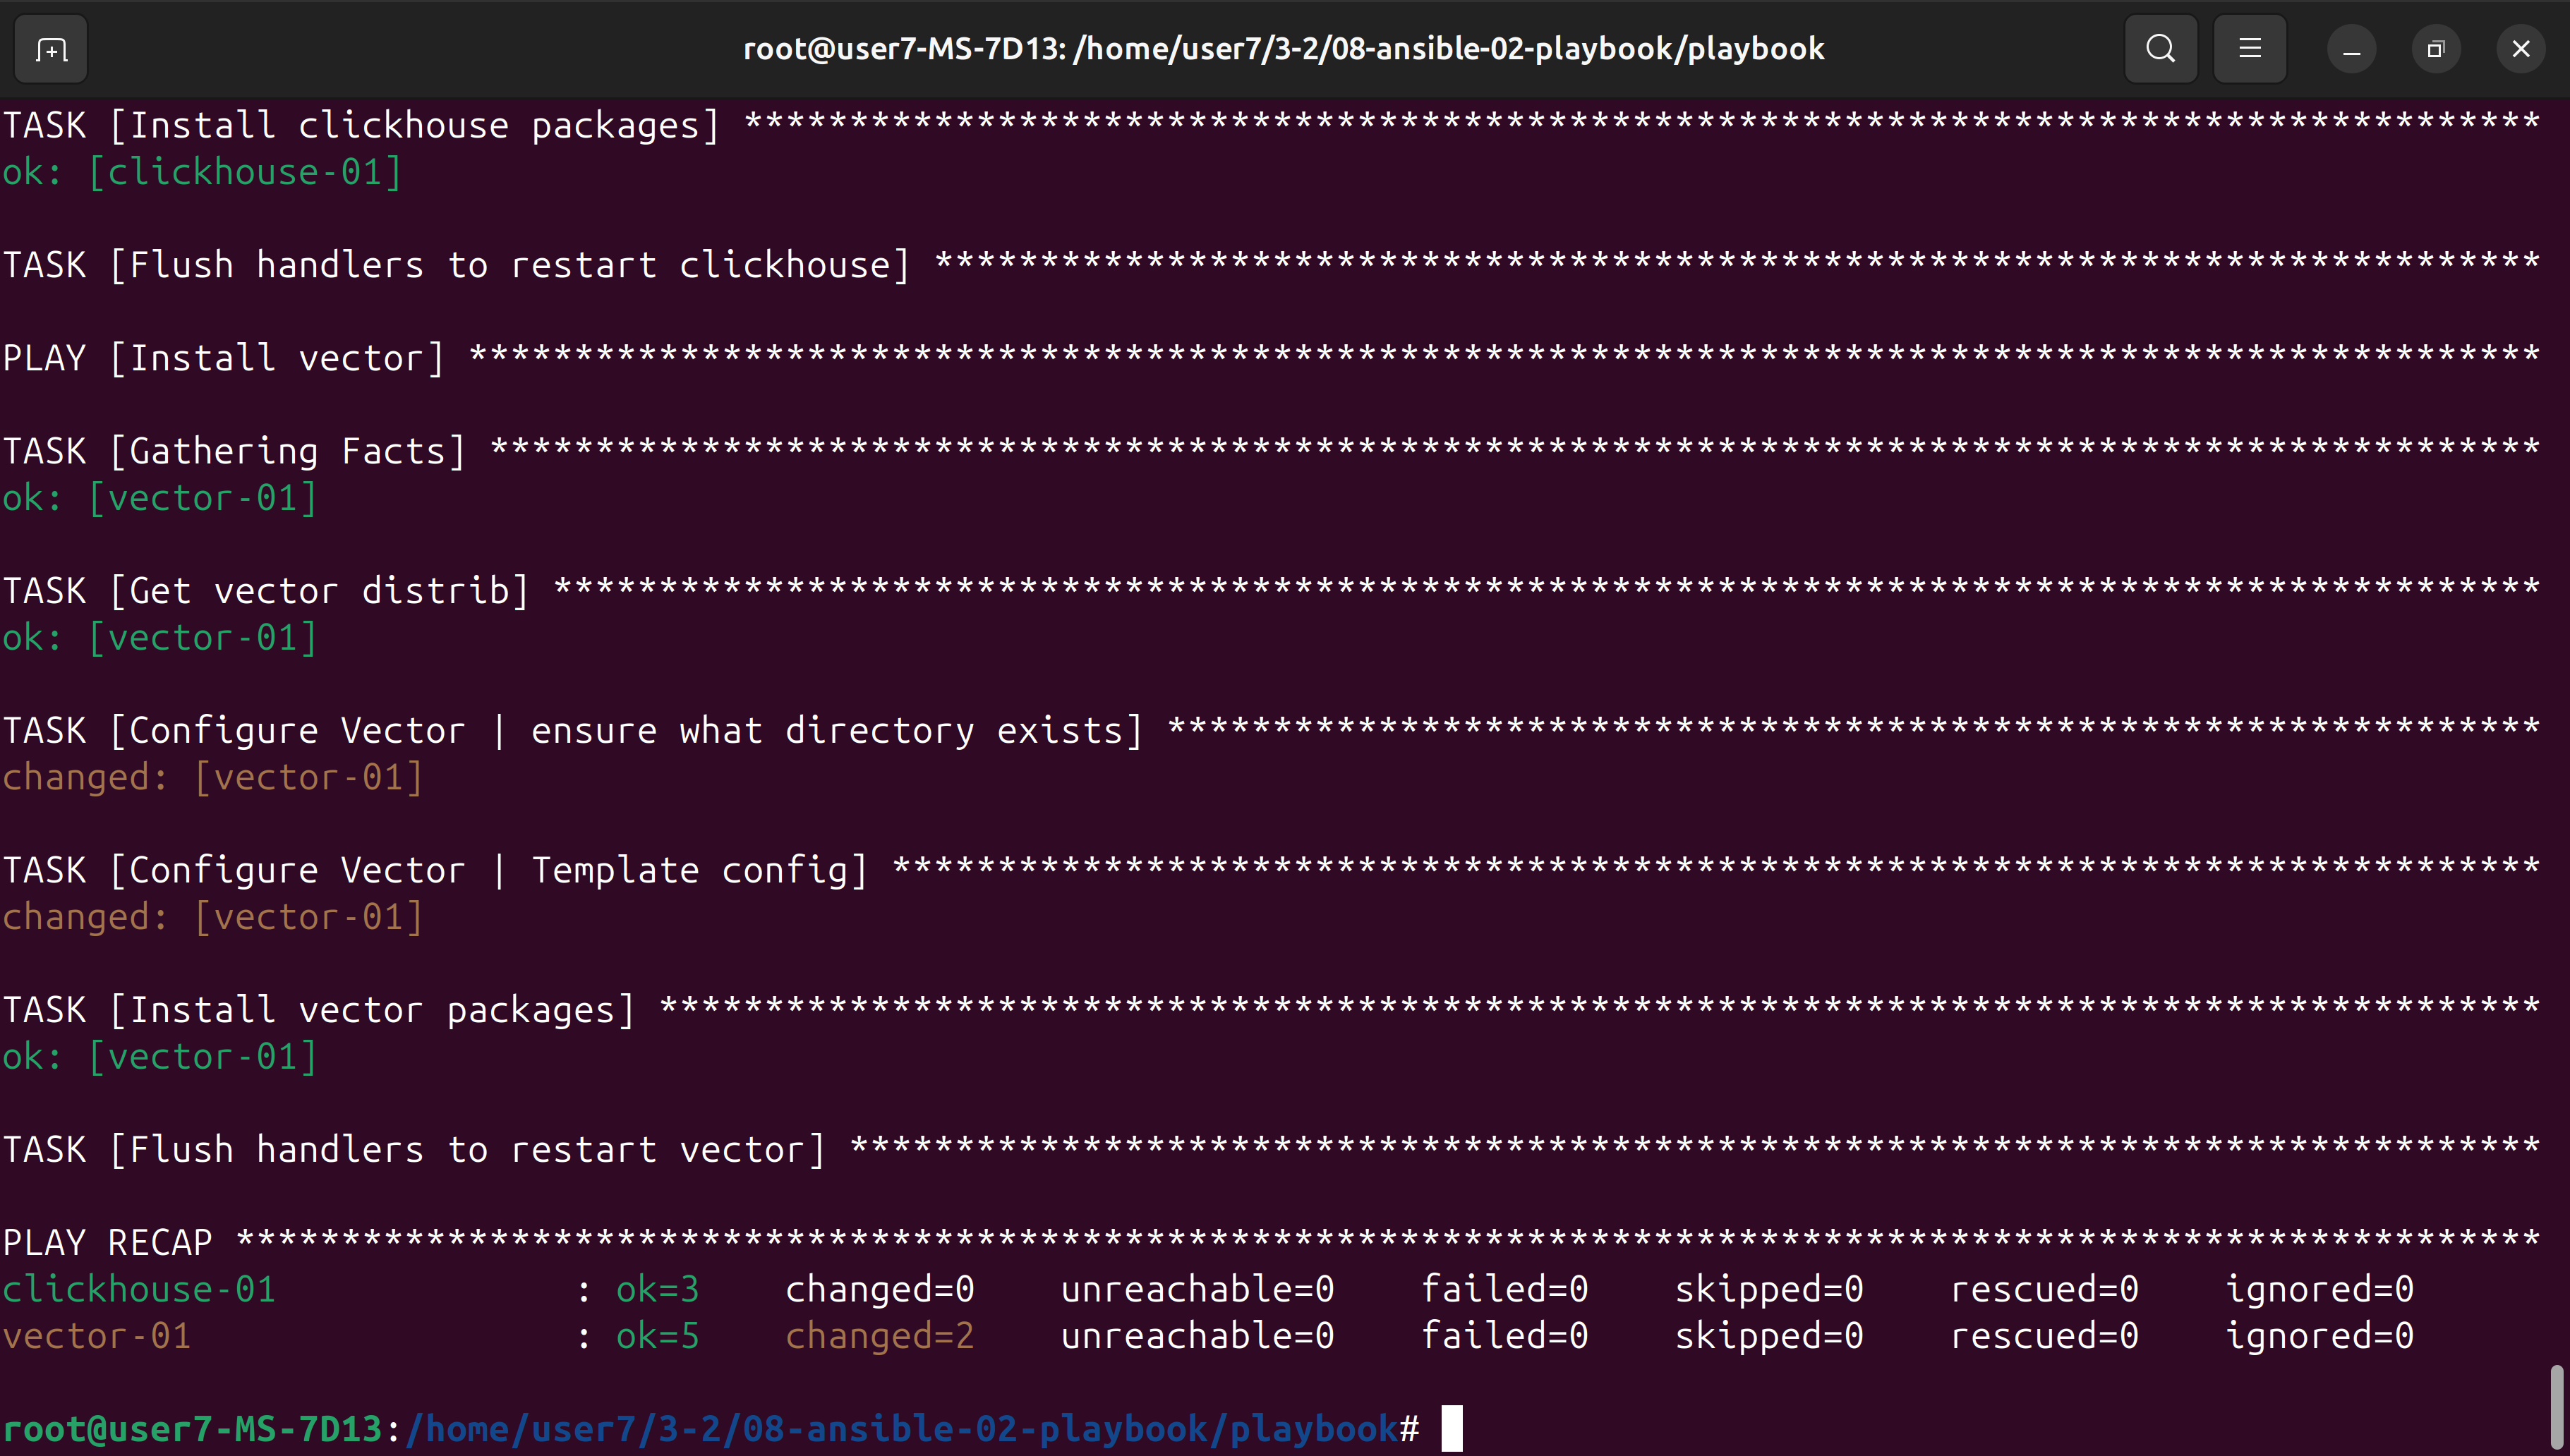 root@user7-MS-7D13: /home/user7/3-2/08-ansible-02-playbook/playbook
TASK [Install clickhouse packages] *************************************************************************************
ok: [clickhouse-01]
TASK [Flush handlers to restart clickhouse] ****************************************************************************
PLAY [Install vector] **************************************************************************************************
TASK [Gathering Facts] *************************************************************************************************
ok: [vector-01]
TASK [Get vector distrib] **********************************************************************************************
ok: [vector-01]
TASK [Configure Vector | ensure what directory exists] *****************************************************************
changed: [vector-01]
TASK [Configure Vector | Template config] ******************************************************************************
changed: [vector-01]
TASK [Install vector packages] *****************************************************************************************
ok: [vector-01]
TASK [Flush handlers to restart vector] ********************************************************************************
PLAY RECAP *************************************************************************************************************
clickhouse-01              : ok=3    changed=0    unreachable=0    failed=0    skipped=0    rescued=0    ignored=0
vector-01                  : ok=5    changed=2    unreachable=0    failed=0    skipped=0    rescued=0    ignored=0
root@user7-MS-7D13:/home/user7/3-2/08-ansible-02-playbook/playbook#